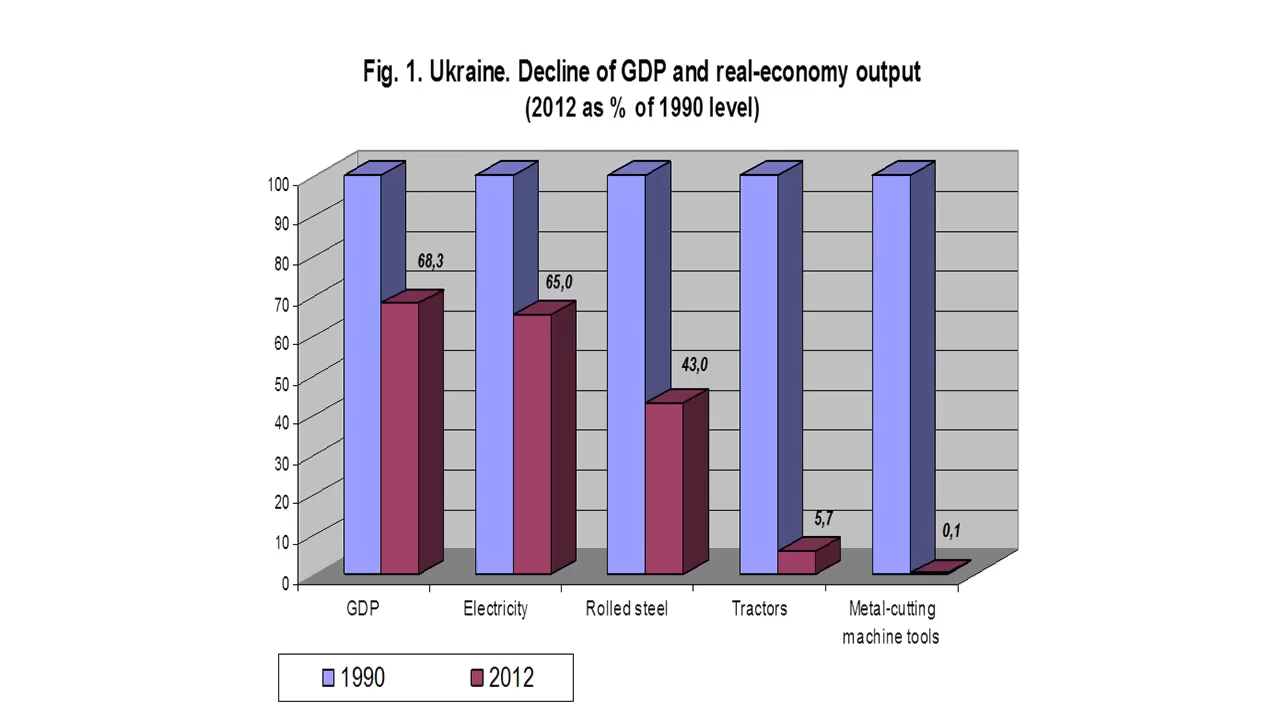 Fig. 1. Ukraine. Decline of GDP and real-economy output
(2012 as % of 1990 level)
100
90
80
70
60
50
40
30
20
10
0
68,3
65,0
43,0
5,7
0,1
GDP
Electricity
Rolled steel
Tractors
Metal-cutting
machine tools
1990
2012